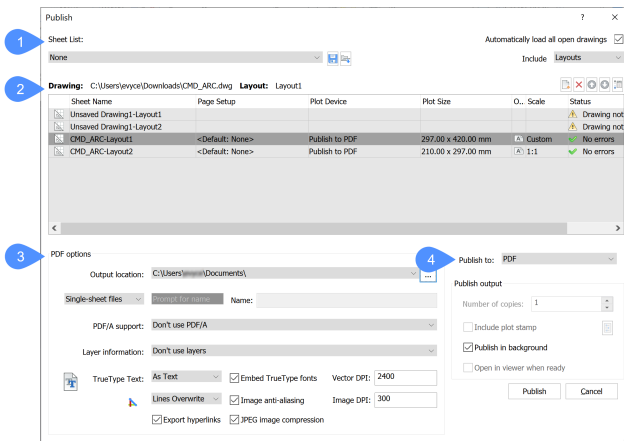 Publish ? ×
1
Sheet List: Automatically load all open drawings
None Include Layouts
2
Drawing: C:\Users\evyce\Downloads\CMD_ARC.dwg Layout: Layout1
Sheet Name Page Setup Plot Device Plot Size O.. Scale Status
Unsaved Drawing1-Layout1 Drawing not
Unsaved Drawing1-Layout2 Drawing not
CMD_ARC-Layout1 <Default: None> Publish to PDF 297.00 x 420.00 mm Custom No errors
CMD_ARC-Layout2 <Default: None> Publish to PDF 210.00 x 297.00 mm 1:1 No errors
3
PDF options
Output location: C:\Users\ \Documents\ ...
Single-sheet files Prompt for name Name:
PDF/A support: Don't use PDF/A
Layer information: Don't use layers
TrueType Text: As Text Embed TrueType fonts Vector DPI: 2400
Lines Overwrite Image anti-aliasing Image DPI: 300
Export hyperlinks JPEG image compression
4
Publish to: PDF
Publish output
Number of copies: 1
Include plot stamp
Publish in background
Open in viewer when ready
Publish Cancel